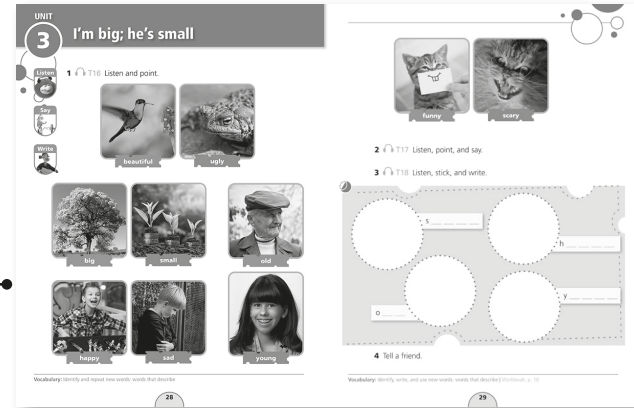 UNIT
3
I'm big; he's small
Listen
Say
Write
1 T16 Listen and point.
beautiful
ugly
big
small
old
happy
sad
young
Vocabulary: Identify and repeat new words: words that describe
28
funny
scary
2 T17 Listen, point, and say.
3 T18 Listen, stick, and write.
s _ _ _ _
h _ _ _ _
o _ _
y _ _ _ _
4 Tell a friend.
Vocabulary: Identify, write, and use new words: words that describe | Workbook p. 18
29